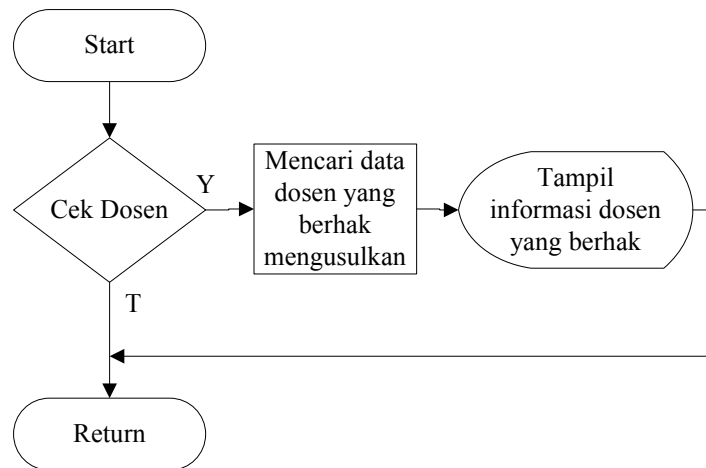 Start
Cek Dosen
Y
Mencari data
dosen yang
berhak
mengusulkan
Tampil
informasi dosen
yang berhak
T
Return